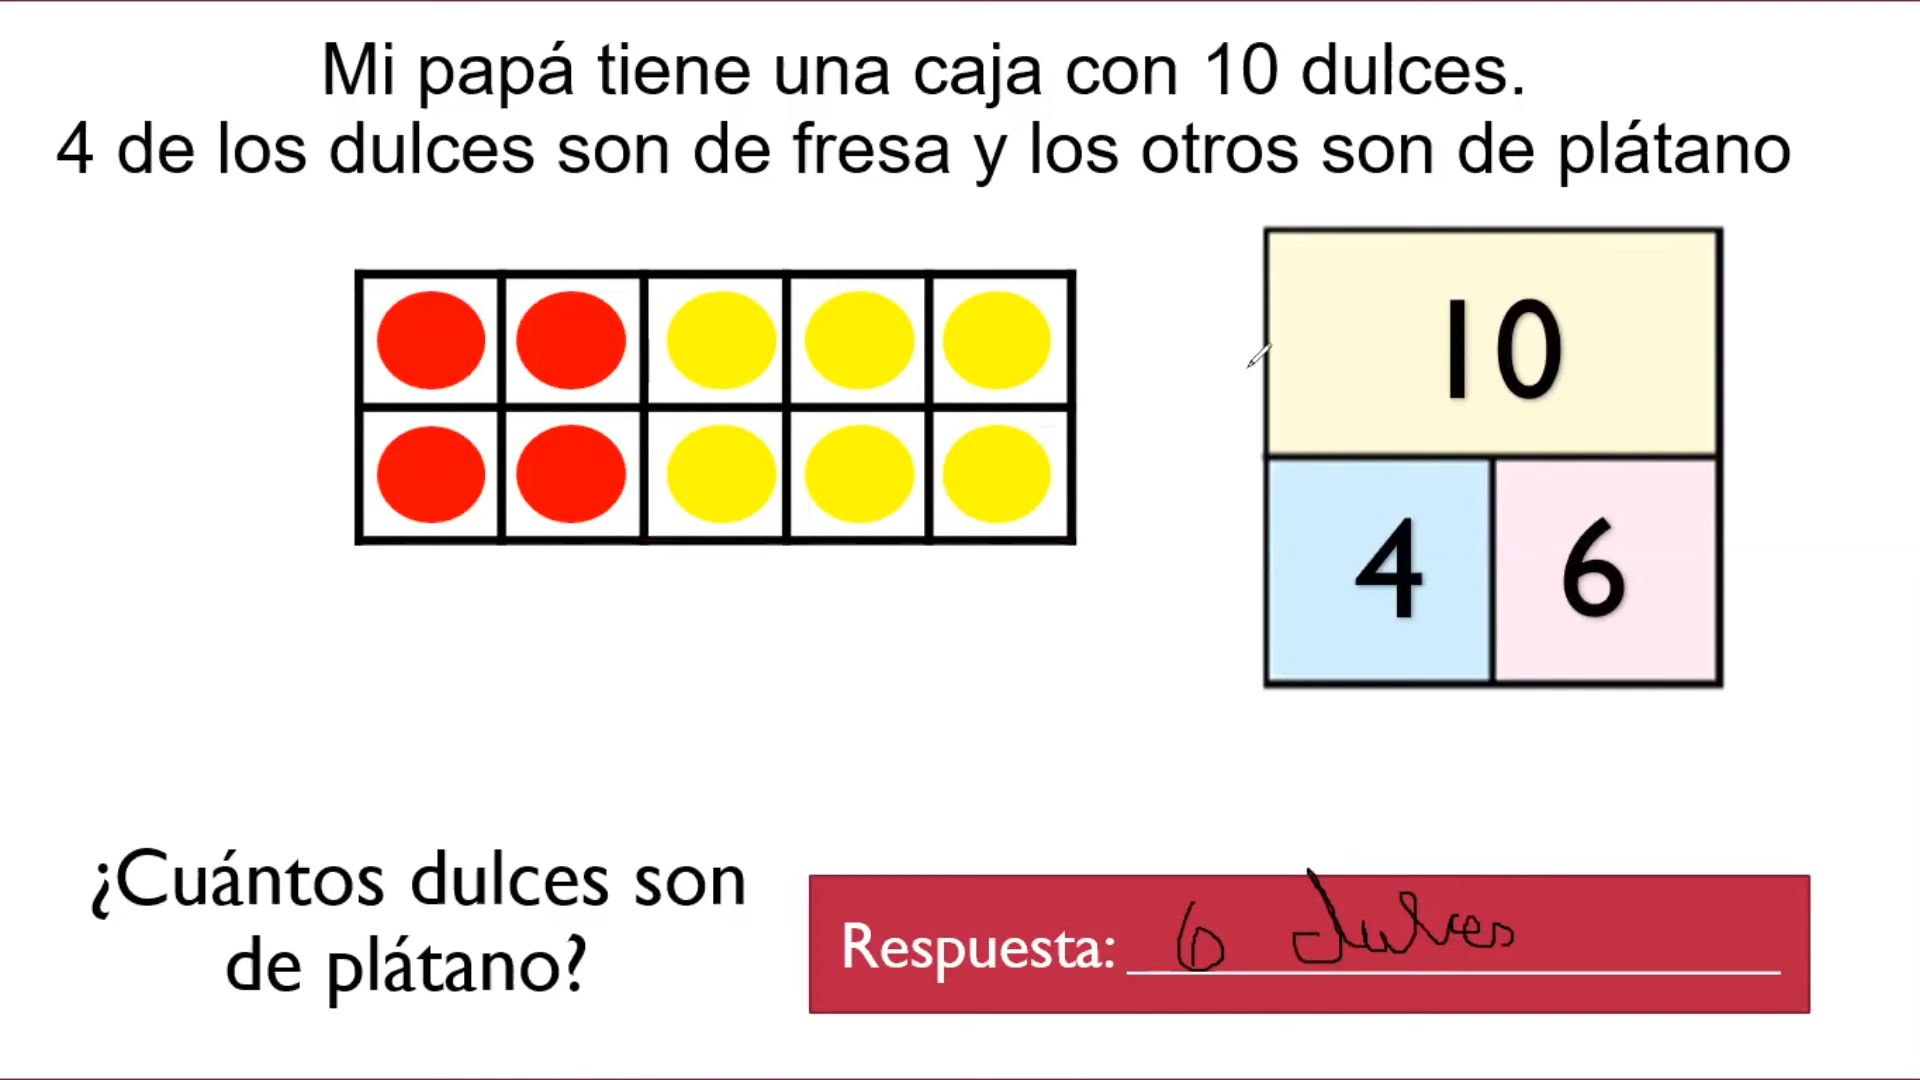 Mi papá tiene una caja con 10 dulces.
4 de los dulces son de fresa y los otros son de plátano
10
4 6
¿Cuántos dulces son
de plátano?
Respuesta: 6 dulces